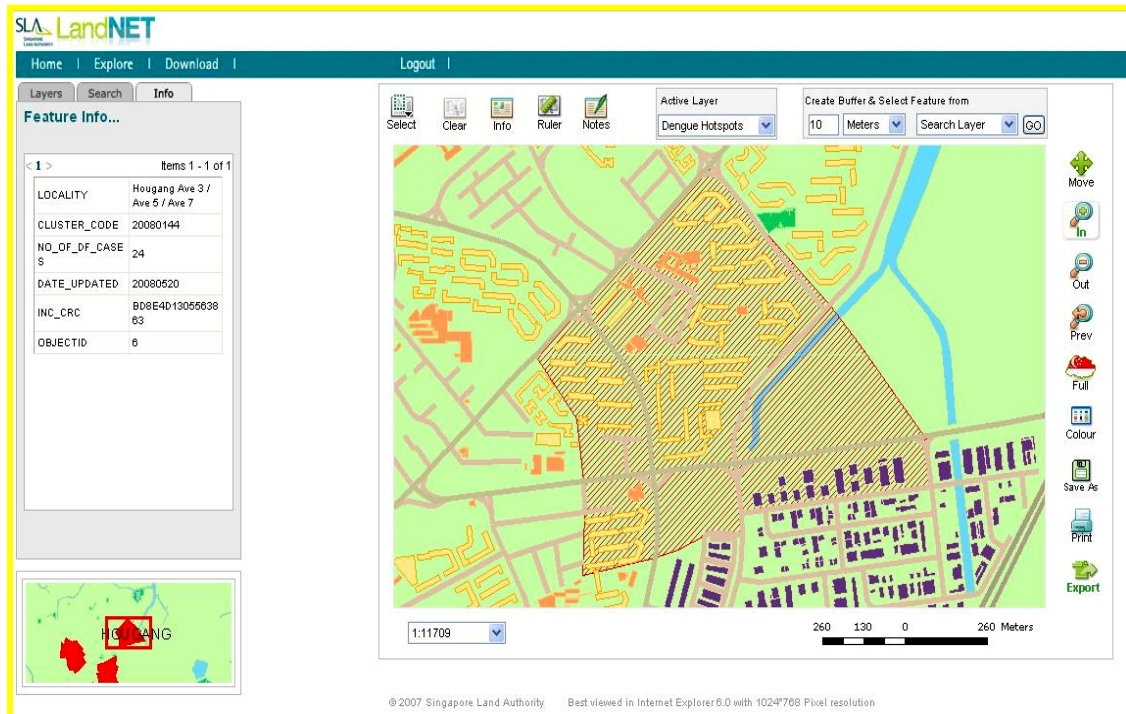 SLA LandNET
SINGAPORE
LAND AUTHORITY
Home | Explore | Download | Logout |
Layers Search Info
Feature Info...
< 1 > Items 1 - 1 of 1
LOCALITY Hougang Ave 3 /
Ave 5 / Ave 7
CLUSTER_CODE 20080144
NO_OF_DF_CASE
S 24
DATE_UPDATED 20080520
INC_CRC BD8E4D13055638
63
OBJECTID 6
Select Clear Info Ruler Notes
Active Layer
Dengue Hotspots
Create Buffer & Select Feature from
10 Meters Search Layer GO
Move
In
Out
Prev
Full
Colour
Save As
Print
Export
HOUGANG
1:11709
260 130 0 260 Meters
© 2007 Singapore Land Authority Best viewed in Internet Explorer 6.0 with 1024*768 Pixel resolution